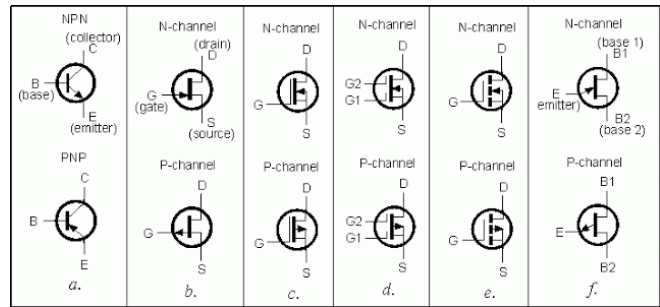 NPN
(collector)
C
B
(base)
E
(emitter)
PNP
C
B
E
a.
N-channel
(drain)
D
G
(gate)
S
(source)
P-channel
D
G
S
b.
N-channel
D
G
S
P-channel
D
G
S
c.
N-channel
D
G2
G1
S
P-channel
D
G2
G1
S
d.
N-channel
D
G
S
P-channel
D
G
S
e.
N-channel
(base 1)
B1
E
emitter)
B2
(base 2)
P-channel
B1
E
B2
f.